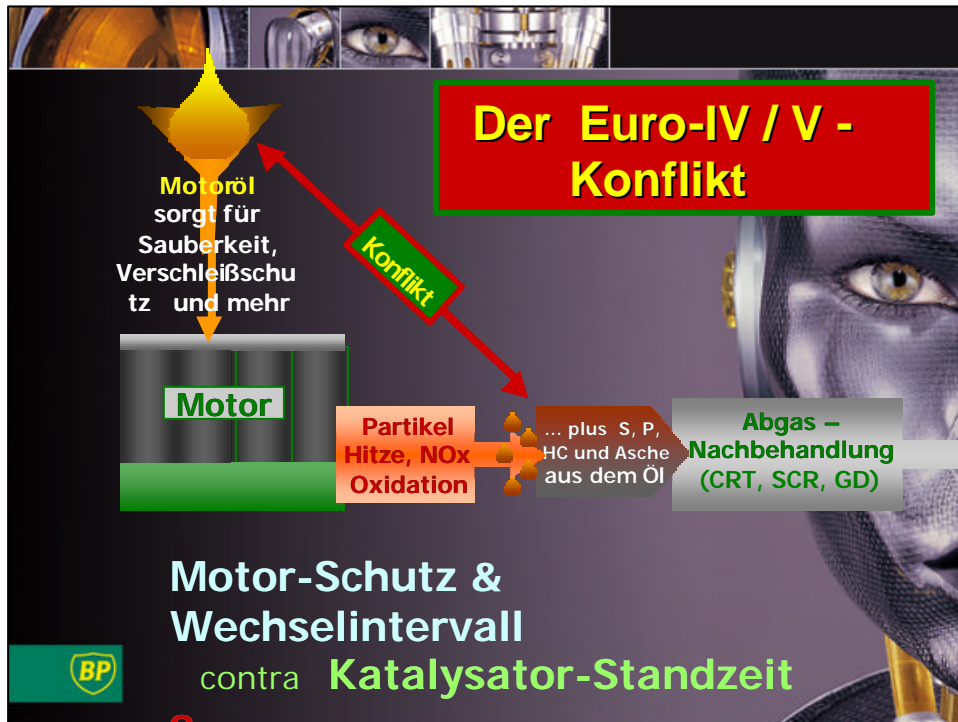 Der Euro-IV / V -
Konflikt
Motoröl
sorgt für
Sauberkeit,
Verschleißschu
tz und mehr
Konflikt
Motor
Partikel
Hitze, NOx
Oxidation
... plus S, P,
HC und Asche
aus dem Öl
Abgas –
Nachbehandlung
(CRT, SCR, GD)
Motor-Schutz &
Wechselintervall
contra Katalysator-Standzeit
BP